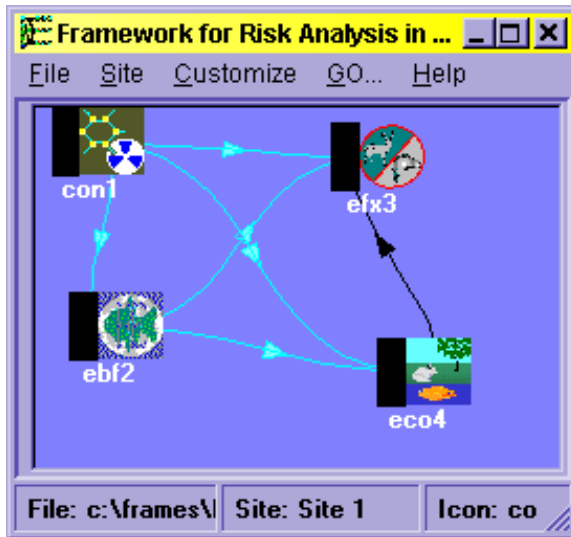 Framework for Risk Analysis in ...
File Site Customize GO... Help
con1
efx3
ebf2
eco4
File: c:\frames\ Site: Site 1 Icon: co